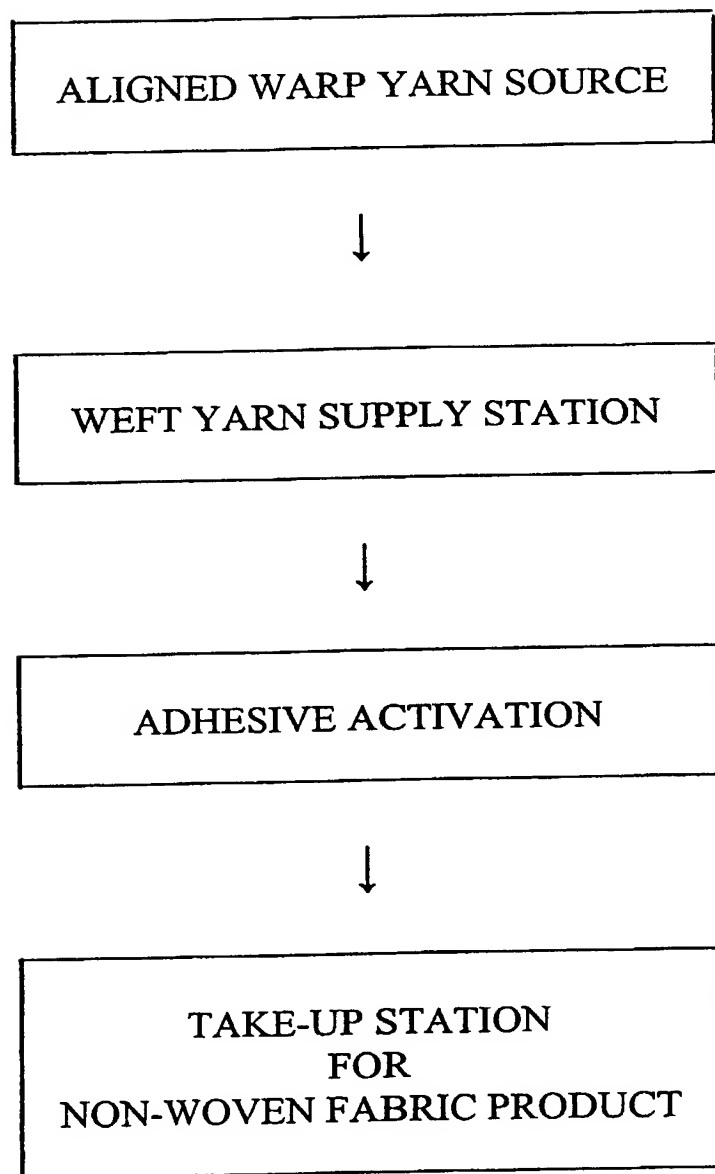 ALIGNED WARP YARN SOURCE
↓
WEFT YARN SUPPLY STATION
↓
ADHESIVE ACTIVATION
↓
TAKE-UP STATION
FOR
NON-WOVEN FABRIC PRODUCT